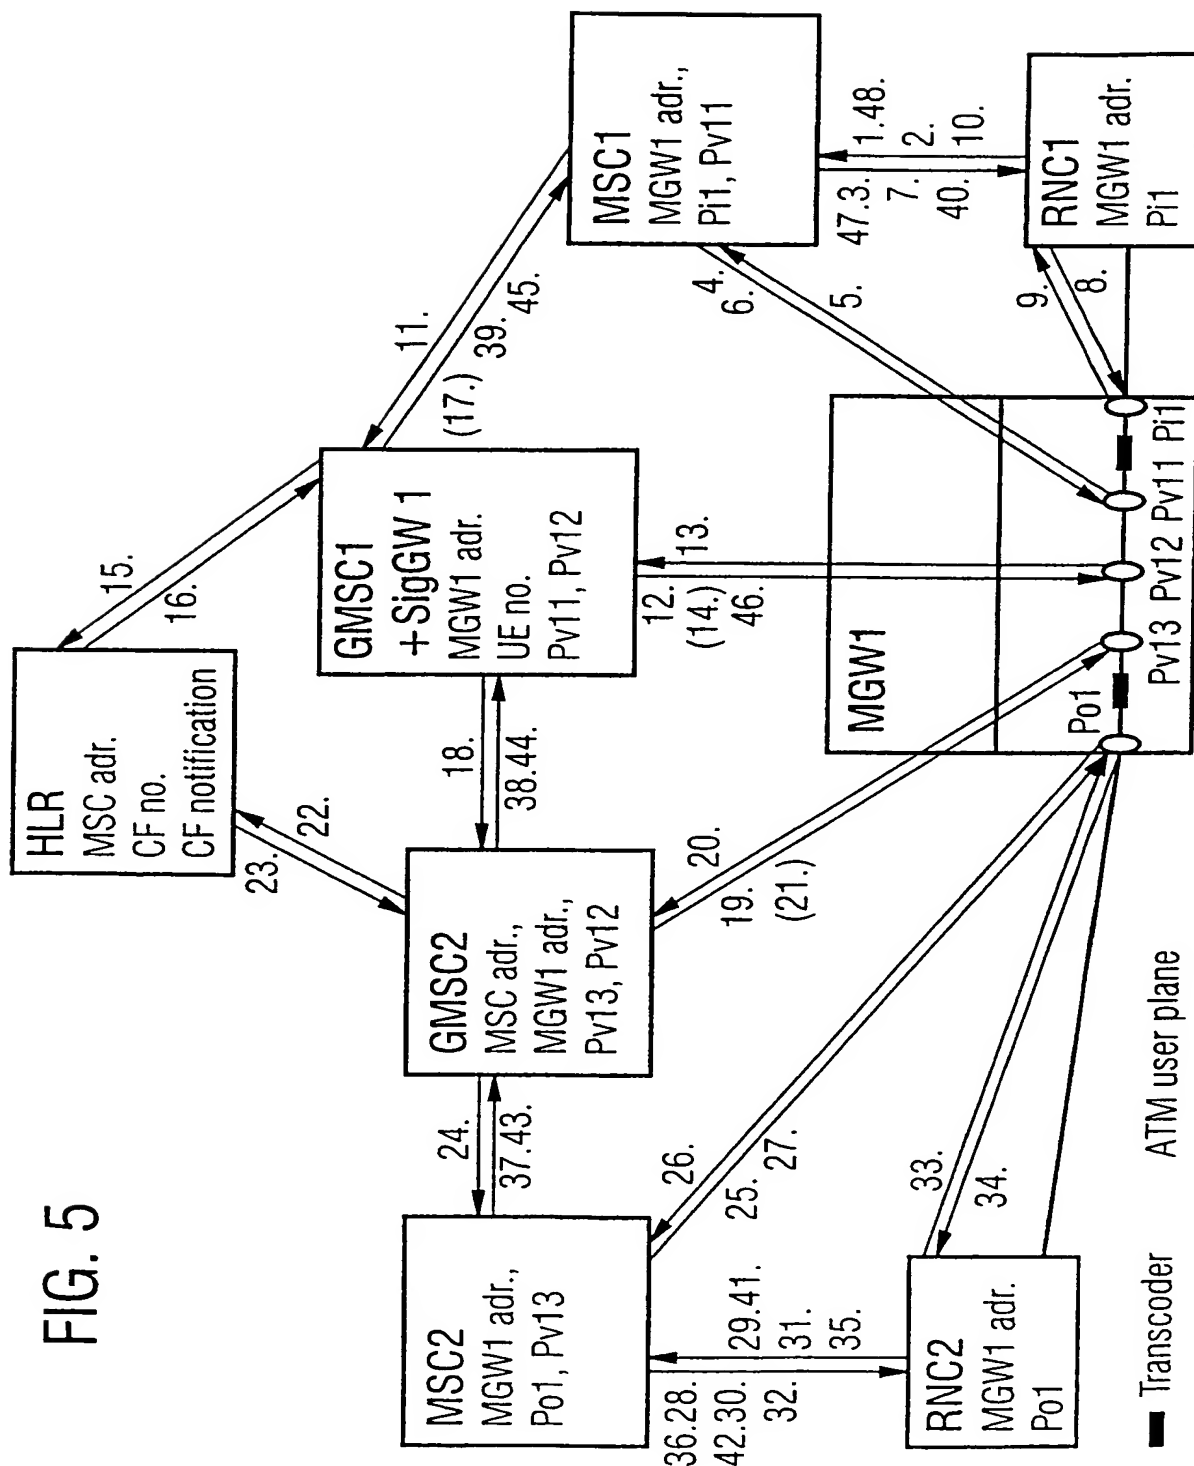 FIG. 5
HLR
MSC adr.
CF no.
CF notification
15.
16.
23.
22.
GMSC1
+SigGW 1
MGW1 adr.
UE no.
Pv11, Pv12
11.
(17.)
39.
45.
MSC1
MGW1 adr.,
Pi1, Pv11
18.
38.44.
GMSC2
MSC adr.,
MGW1 adr.,
Pv13, Pv12
24.
37.43.
MSC2
MGW1 adr.,
Po1, Pv13
12.
(14.)
46.
13.
4.
6.
5.
47.3.
7.
40.
1.48.
2.
10.
19.
(21.)
20.
26.
25.
27.
36.28.
42.30.
32.
29.41.
31.
35.
33.
34.
9.
8.
MGW1
Po1
Pv13 Pv12 Pv11 Pi1
RNC1
MGW1 adr.
Pi1
RNC2
MGW1 adr.
Po1
Transcoder
ATM user plane